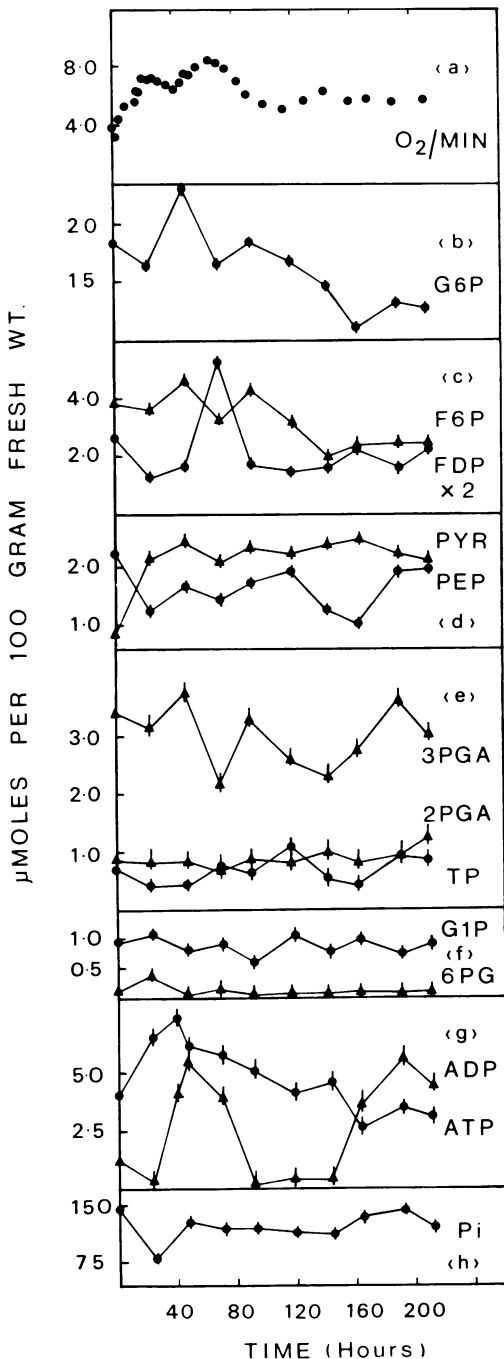 8·0
(a)
4·0
O₂/MIN
20
(b)
15
G6P
(c)
4·0
F6P
2·0
FDP
×2
PYR
2·0
PEP
1·0
(d)
(e)
3·0
3PGA
2·0
2PGA
1·0
TP
G1P
1·0
(f)
0·5
6PG
(g)
5·0
ADP
2·5
ATP
150
Pi
75
(h)
40 80 120 160 200
TIME (Hours)
μMOLES PER 100 GRAM FRESH WT.